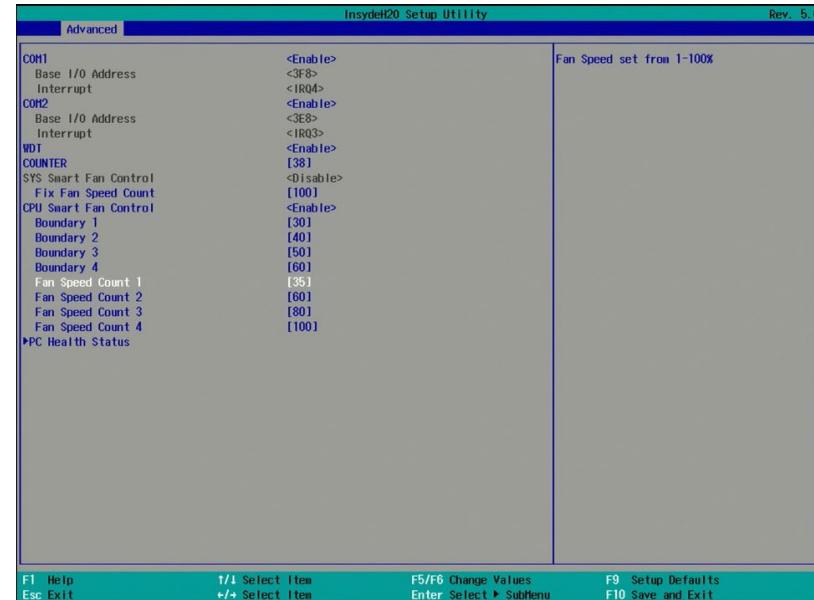 InsydeH20 Setup Utility Rev. 5.
Advanced
COM1 <Enable> Fan Speed set from 1-100%
Base I/O Address <3F8>
Interrupt <IRQ4>
COM2 <Enable>
Base I/O Address <3E8>
Interrupt <IRQ3>
WDT <Enable>
COUNTER [38]
SYS Smart Fan Control <Disable>
Fix Fan Speed Count [100]
CPU Smart Fan Control <Enable>
Boundary 1 [30]
Boundary 2 [40]
Boundary 3 [50]
Boundary 4 [60]
Fan Speed Count 1 [35]
Fan Speed Count 2 [60]
Fan Speed Count 3 [80]
Fan Speed Count 4 [100]
▶PC Health Status
F1 Help ↑/↓ Select Item F5/F6 Change Values F9 Setup Defaults
Esc Exit ←/→ Select Item Enter Select ▶ SubMenu F10 Save and Exit